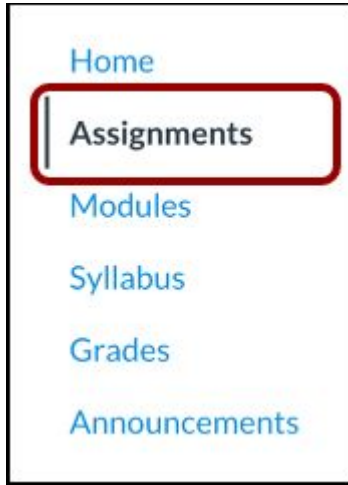 Home
Assignments
Modules
Syllabus
Grades
Announcements